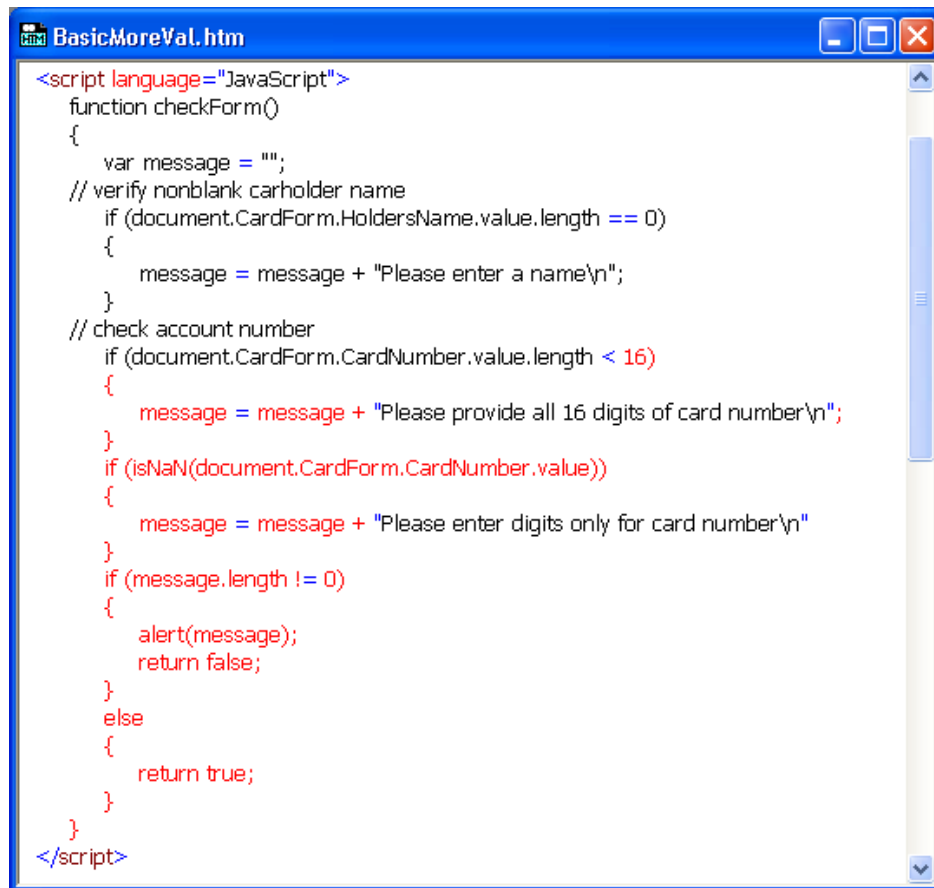 BasicMoreVal.htm
<script language="JavaScript">
function checkForm()
{
var message = "";
// verify nonblank carholder name
if (document.CardForm.HoldersName.value.length == 0)
{
message = message + "Please enter a name\n";
}
// check account number
if (document.CardForm.CardNumber.value.length < 16)
{
message = message + "Please provide all 16 digits of card number\n";
}
if (isNaN(document.CardForm.CardNumber.value))
{
message = message + "Please enter digits only for card number\n"
}
if (message.length != 0)
{
alert(message);
return false;
}
else
{
return true;
}
}
</script>